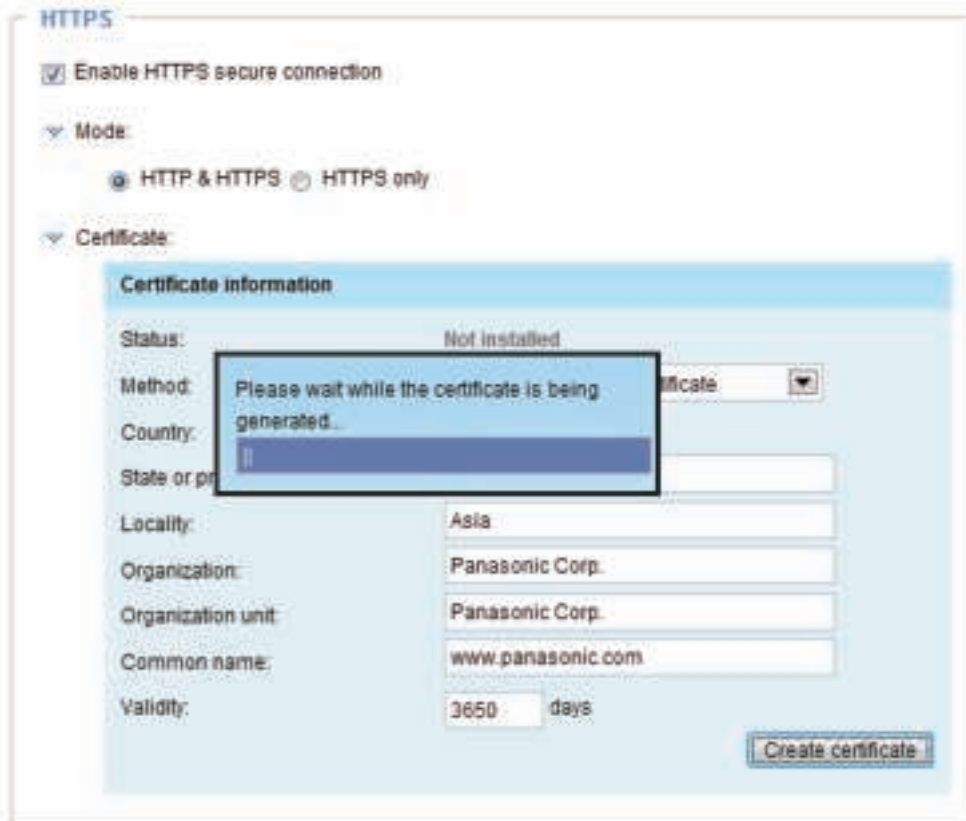 HTTPS
Enable HTTPS secure connection
Mode:
HTTP & HTTPS HTTPS only
Certificate:
Certificate information
Status: Not installed
Method:
Please wait while the certificate is being
generated...
Country:
State or pr
Locality: Asia
Organization: Panasonic Corp.
Organization unit: Panasonic Corp.
Common name: www.panasonic.com
Validity: 3650 days
Create certificate